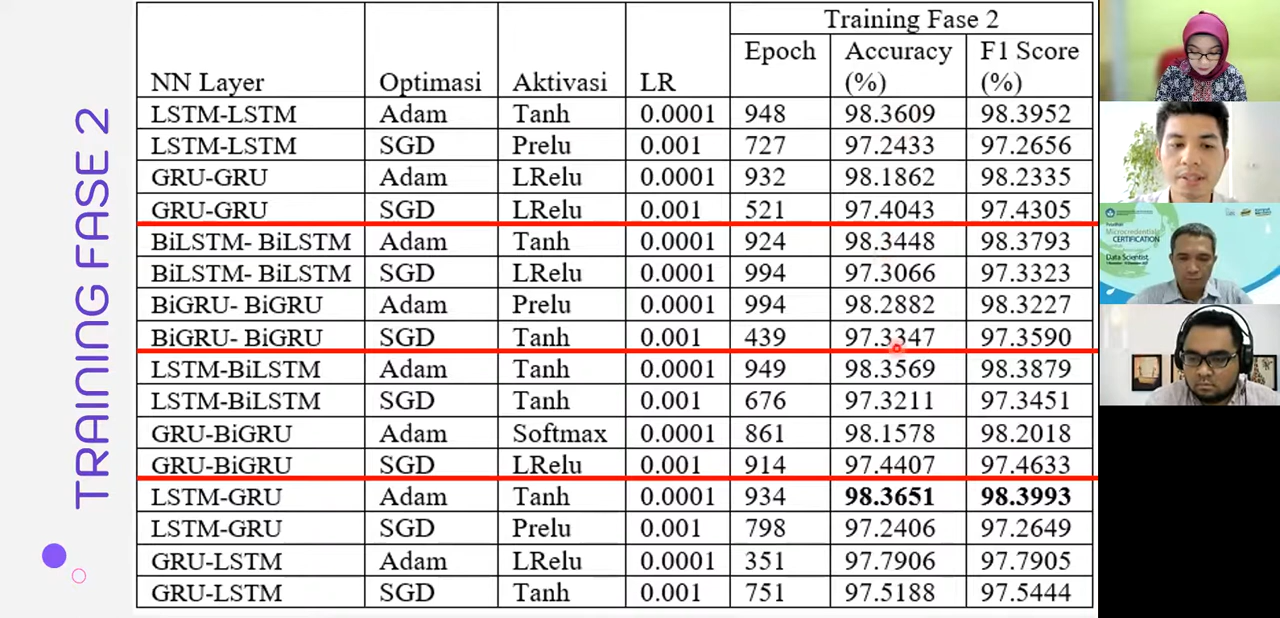 TRAINING FASE 2
Training Fase 2
NN Layer Optimasi Aktivasi LR Epoch Accuracy (%) F1 Score (%)
LSTM-LSTM Adam Tanh 0.0001 948 98.3609 98.3952
LSTM-LSTM SGD Prelu 0.001 727 97.2433 97.2656
GRU-GRU Adam LRelu 0.0001 932 98.1862 98.2335
GRU-GRU SGD LRelu 0.001 521 97.4043 97.4305
BiLSTM- BiLSTM Adam Tanh 0.0001 924 98.3448 98.3793
BiLSTM- BiLSTM SGD LRelu 0.001 994 97.3066 97.3323
BiGRU- BiGRU Adam Prelu 0.0001 994 98.2882 98.3227
BiGRU- BiGRU SGD Tanh 0.001 439 97.3347 97.3590
LSTM-BiLSTM Adam Tanh 0.0001 949 98.3569 98.3879
LSTM-BiLSTM SGD Tanh 0.001 676 97.3211 97.3451
GRU-BiGRU Adam Softmax 0.0001 861 98.1578 98.2018
GRU-BiGRU SGD LRelu 0.001 914 97.4407 97.4633
LSTM-GRU Adam Tanh 0.0001 934 98.3651 98.3993
LSTM-GRU SGD Prelu 0.001 798 97.2406 97.2649
GRU-LSTM Adam LRelu 0.0001 351 97.7906 97.7905
GRU-LSTM SGD Tanh 0.001 751 97.5188 97.5444
Microcredential
CERTIFICATION
Data Scientist